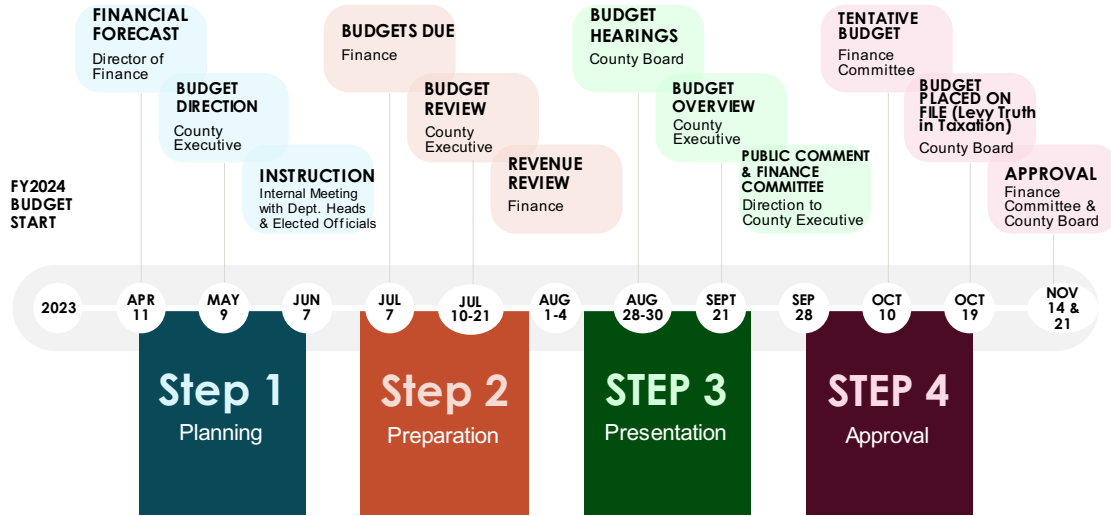 FINANCIAL
FORECAST
Director of
Finance
BUDGET
DIRECTION
County
Executive
INSTRUCTION
Internal Meeting
with Dept. Heads
& Elected Officials
BUDGETS DUE
Finance
BUDGET
REVIEW
County
Executive
REVENUE
REVIEW
Finance
BUDGET
HEARINGS
County Board
BUDGET
OVERVIEW
County
Executive
PUBLIC COMMENT
& FINANCE
COMMITTEE
Direction to
County Executive
TENTATIVE
BUDGET
Finance
Committee
BUDGET
PLACED ON
FILE (Levy Truth
in Taxation)
County Board
APPROVAL
Finance
Committee &
County Board
FY2024
BUDGET
START
2023
APR
11
MAY
9
JUN
7
JUL
7
JUL
10-21
AUG
1-4
AUG
28-30
SEPT
21
SEP
28
OCT
10
OCT
19
NOV
14 &
21
Step 1
Planning
Step 2
Preparation
STEP 3
Presentation
STEP 4
Approval